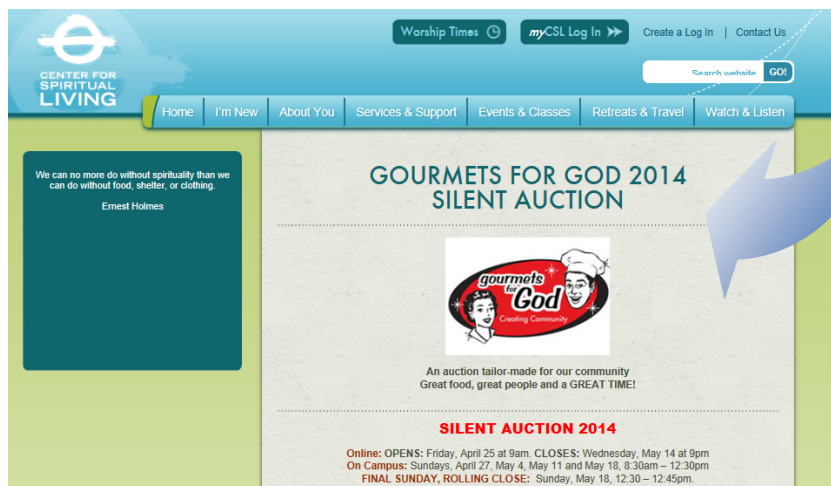 Worship Times myCSL Log In Create a Log In | Contact Us
CENTER FOR
SPIRITUAL
LIVING
Search website GO!
Home I'm New About You Services & Support Events & Classes Retreats & Travel Watch & Listen
We can no more do without spirituality than we
can do without food, shelter, or clothing.
Ernest Holmes
GOURMETS FOR GOD 2014
SILENT AUCTION
gourmets
for
God
Creating Community
An auction tailor-made for our community
Great food, great people and a GREAT TIME!
SILENT AUCTION 2014
Online: OPENS: Friday, April 25 at 9am. CLOSES: Wednesday, May 14 at 9pm
On Campus: Sundays, April 27, May 4, May 11 and May 18, 8:30am – 12:30pm
FINAL SUNDAY, ROLLING CLOSE: Sunday, May 18, 12:30 – 12:45pm.